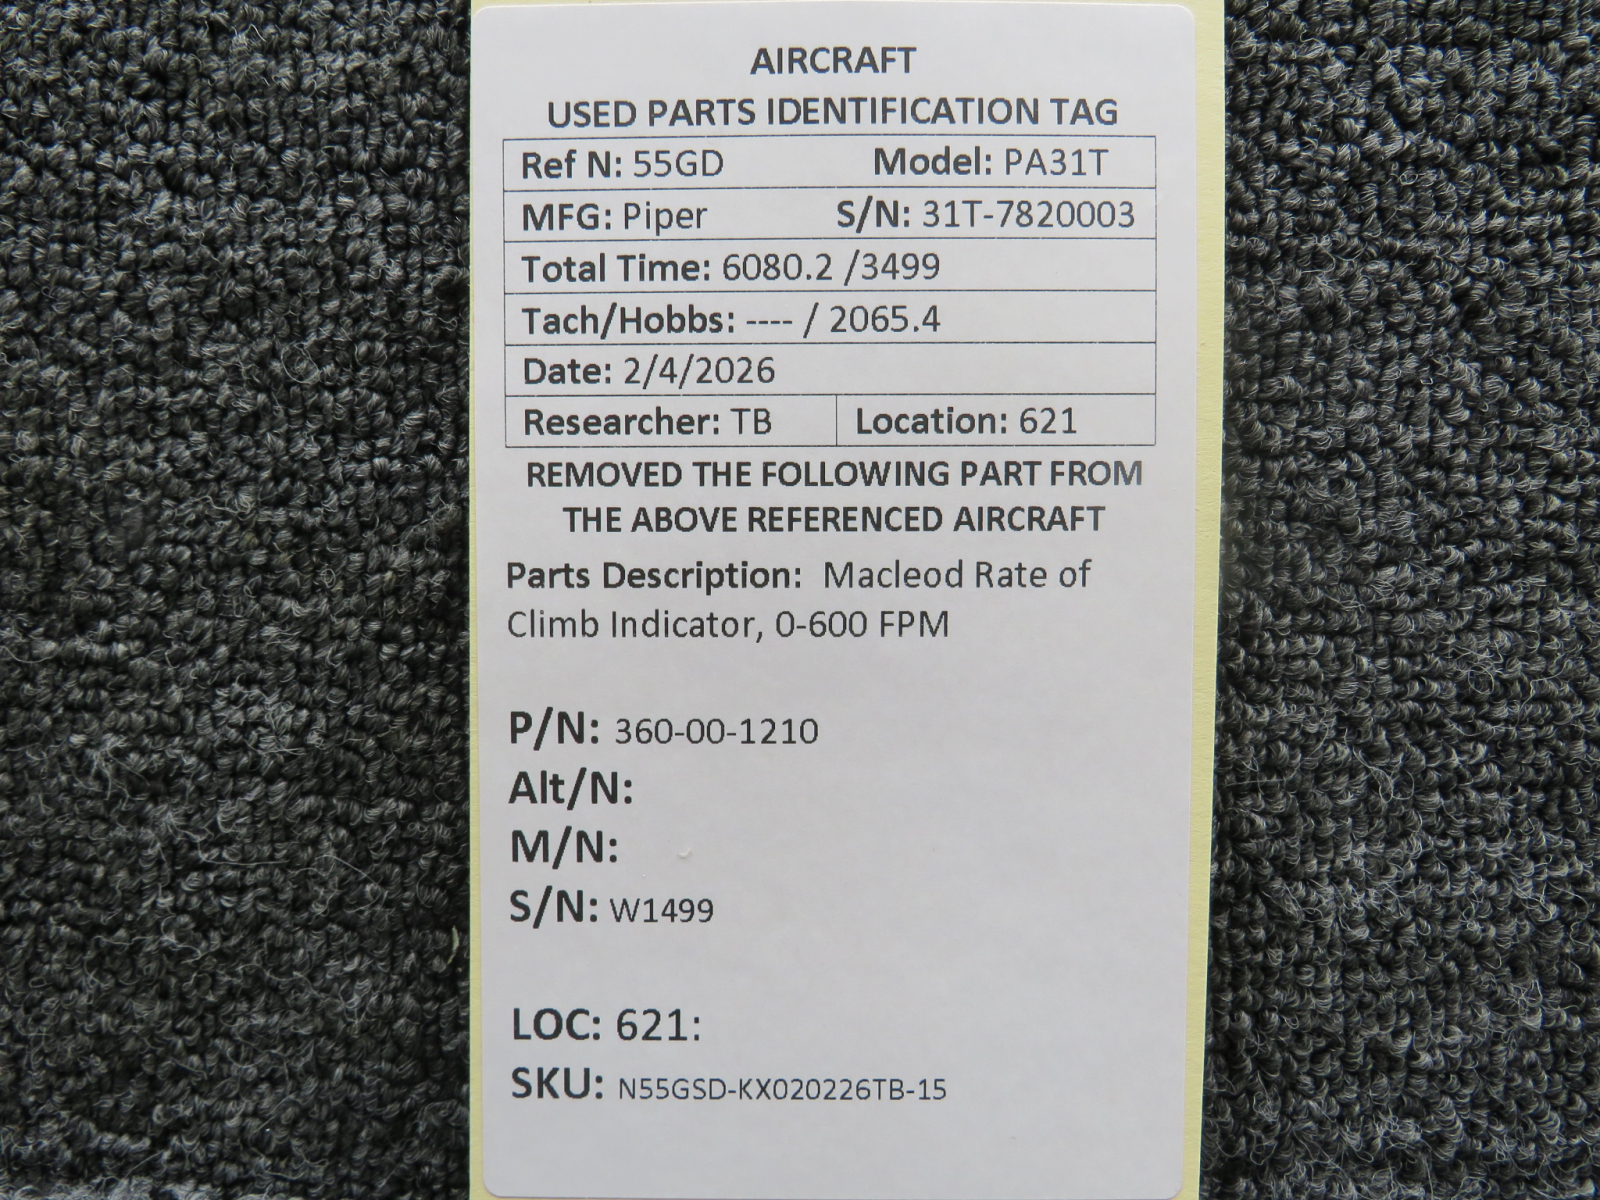 AIRCRAFT
USED PARTS IDENTIFICATION TAG
Ref N: 55GD Model: PA31T
MFG: Piper S/N: 31T-7820003
Total Time: 6080.2 /3499
Tach/Hobbs: ---- / 2065.4
Date: 2/4/2026
Researcher: TB Location: 621
REMOVED THE FOLLOWING PART FROM
THE ABOVE REFERENCED AIRCRAFT
Parts Description: Macleod Rate of
Climb Indicator, 0-600 FPM
P/N: 360-00-1210
Alt/N:
M/N:
S/N: W1499
LOC: 621:
SKU: N55GSD-KX020226TB-15